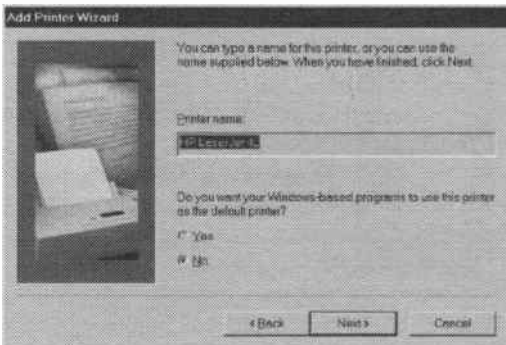 Add Printer Wizard
You can type a name for this printer, or you can use the
name supplied below. When you have finished, click Next.
Printer name:
HP LaserJet
Do you want your Windows-based programs to use this printer
as the default printer?
Yes
No
< Back
Next >
Cancel